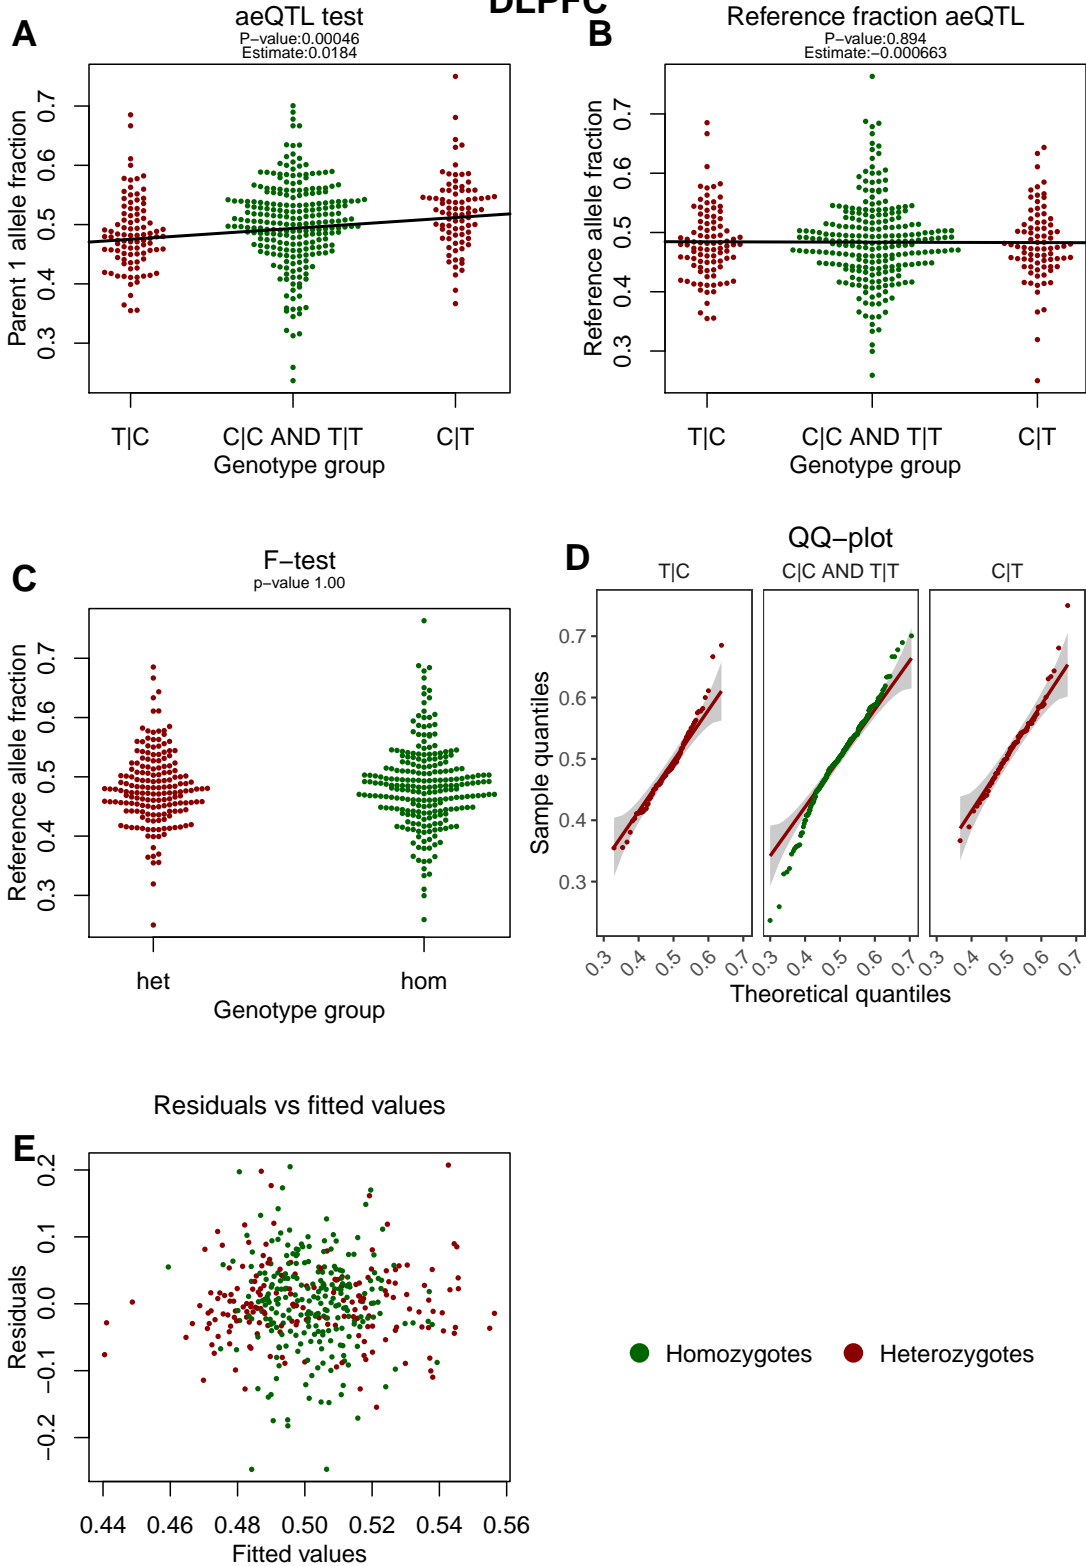 DLPFC
A
aeQTL test
P−value:0.00046
Estimate:0.0184
Parent 1 allele fraction
0.3 0.4 0.5 0.6 0.7
T|C C|C AND T|T C|T
Genotype group
B
Reference fraction aeQTL
P−value:0.894
Estimate:−0.000663
Reference allele fraction
0.3 0.4 0.5 0.6 0.7
T|C C|C AND T|T C|T
Genotype group
C
F−test
p−value 1.00
Reference allele fraction
0.3 0.4 0.5 0.6 0.7
het hom
Genotype group
D
QQ−plot
T|C C|C AND T|T C|T
Sample quantiles
0.7
0.6
0.5
0.4
0.3
0.3 0.4 0.5 0.6 0.7 0.3 0.4 0.5 0.6 0.7 0.3 0.4 0.5 0.6 0.7
Theoretical quantiles
E
Residuals vs fitted values
Residuals
−0.2 −0.1 0.0 0.1 0.2
0.44 0.46 0.48 0.50 0.52 0.54 0.56
Fitted values
Homozygotes Heterozygotes